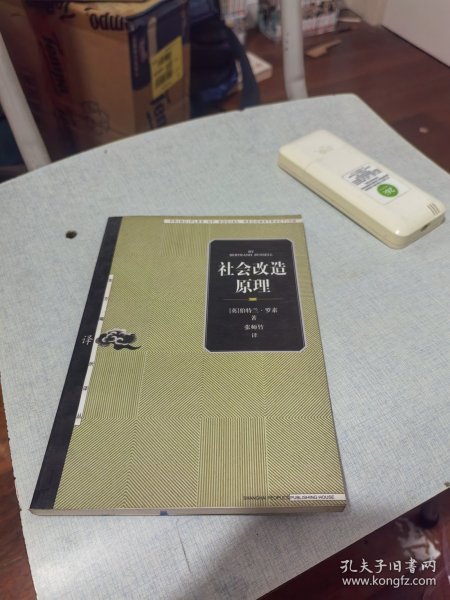 PRINCIPLES OF SOCIAL RECONSTRUCTION
BY
BERTRAND RUSSELL
社会改造
原理
[英]伯特兰·罗素
著
张师竹
译
译
SHANGHAI PEOPLE'S PUBLISHING HOUSE
孔夫子旧书网
www.kongfz.com